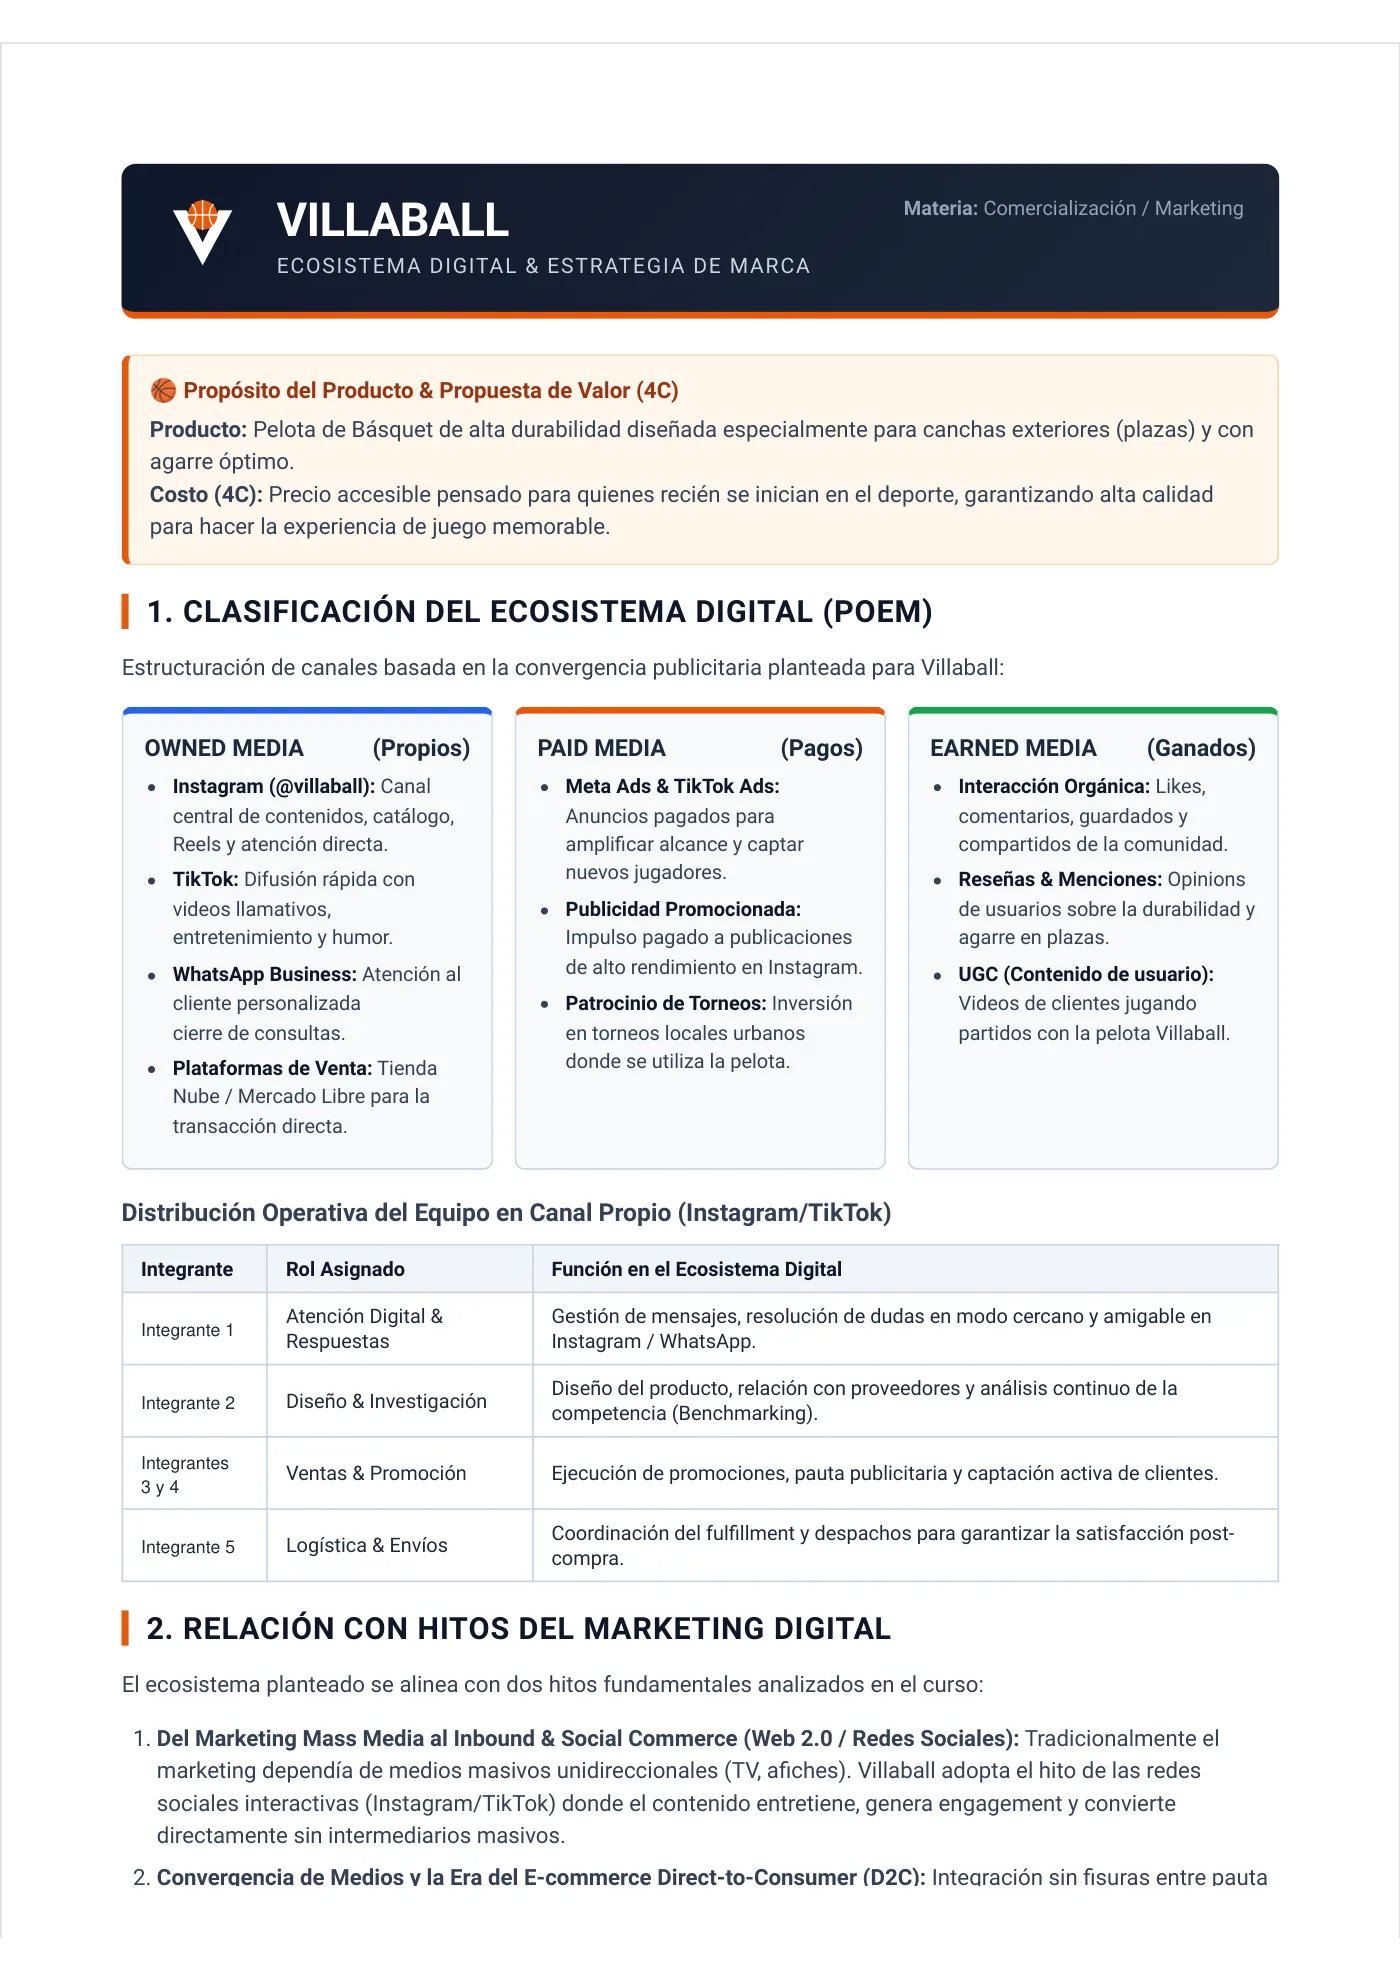 VILLABALL
ECOSISTEMA DIGITAL & ESTRATEGIA DE MARCA
Materia: Comercialización / Marketing
Propósito del Producto & Propuesta de Valor (4C)
Producto: Pelota de Básquet de alta durabilidad diseñada especialmente para canchas exteriores (plazas) y con
agarre óptimo.
Costo (4C): Precio accesible pensado para quienes recién se inician en el deporte, garantizando alta calidad
para hacer la experiencia de juego memorable.
1. CLASIFICACIÓN DEL ECOSISTEMA DIGITAL (POEM)
Estructuración de canales basada en la convergencia publicitaria planteada para Villaball:
OWNED MEDIA (Propios)
• Instagram (@villaball): Canal
central de contenidos, catálogo,
Reels y atención directa.
• TikTok: Difusión rápida con
videos llamativos,
entretenimiento y humor.
• WhatsApp Business: Atención al
cliente personalizada
cierre de consultas.
• Plataformas de Venta: Tienda
Nube / Mercado Libre para la
transacción directa.
PAID MEDIA (Pagos)
• Meta Ads & TikTok Ads:
Anuncios pagados para
amplificar alcance y captar
nuevos jugadores.
• Publicidad Promocionada:
Impulso pagado a publicaciones
de alto rendimiento en Instagram.
• Patrocinio de Torneos: Inversión
en torneos locales urbanos
donde se utiliza la pelota.
EARNED MEDIA (Ganados)
• Interacción Orgánica: Likes,
comentarios, guardados y
compartidos de la comunidad.
• Reseñas & Menciones: Opinions
de usuarios sobre la durabilidad y
agarre en plazas.
• UGC (Contenido de usuario):
Videos de clientes jugando
partidos con la pelota Villaball.
Distribución Operativa del Equipo en Canal Propio (Instagram/TikTok)
Integrante Rol Asignado Función en el Ecosistema Digital
Integrante 1
Atención Digital &
Respuestas
Gestión de mensajes, resolución de dudas en modo cercano y amigable en
Instagram / WhatsApp.
Integrante 2
Diseño & Investigación
Diseño del producto, relación con proveedores y análisis continuo de la
competencia (Benchmarking).
Integrantes
3 y 4
Ventas & Promoción
Ejecución de promociones, pauta publicitaria y captación activa de clientes.
Integrante 5
Logística & Envíos
Coordinación del fulfillment y despachos para garantizar la satisfacción post-
compra.
2. RELACIÓN CON HITOS DEL MARKETING DIGITAL
El ecosistema planteado se alinea con dos hitos fundamentales analizados en el curso:
1. Del Marketing Mass Media al Inbound & Social Commerce (Web 2.0 / Redes Sociales): Tradicionalmente el
marketing dependía de medios masivos unidireccionales (TV, afiches). Villaball adopta el hito de las redes
sociales interactivas (Instagram/TikTok) donde el contenido entretiene, genera engagement y convierte
directamente sin intermediarios masivos.
2. Convergencia de Medios y la Era del E-commerce Direct-to-Consumer (D2C): Integración sin fisuras entre pauta